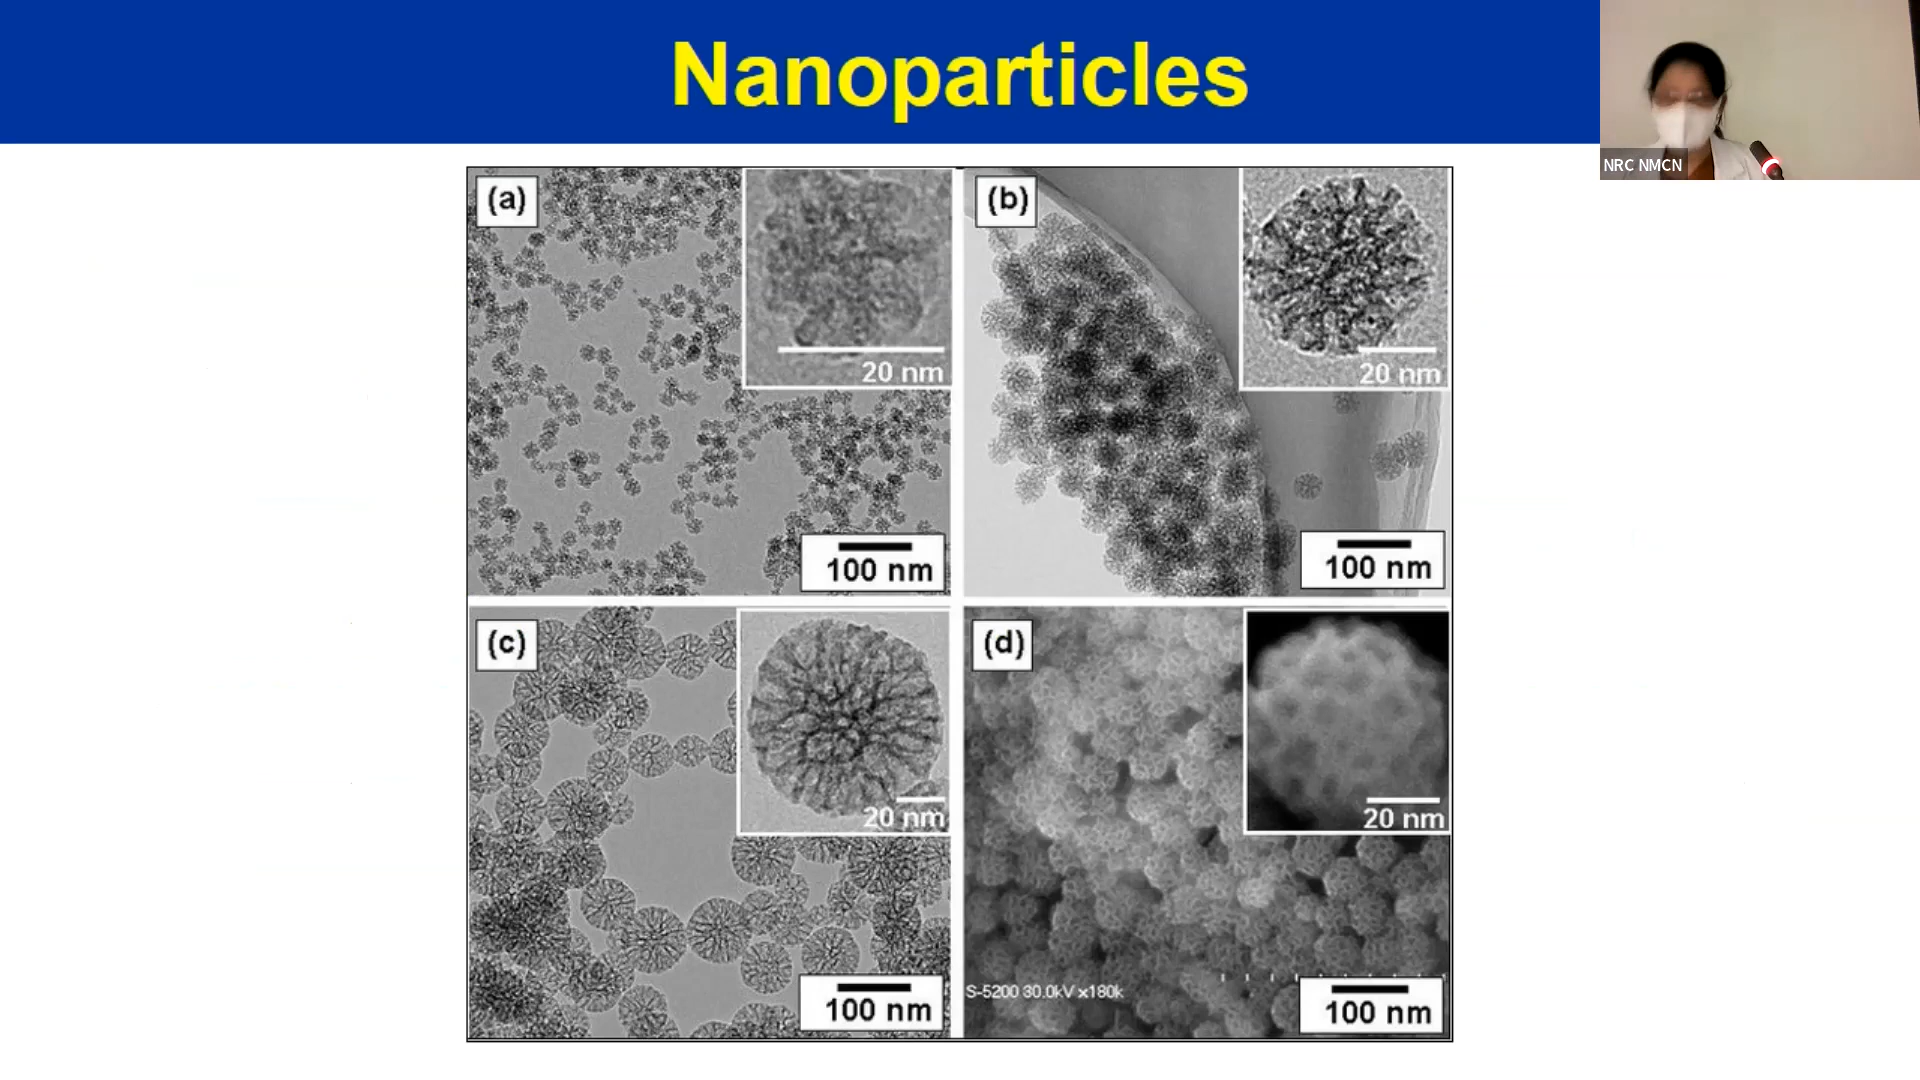 Nanoparticles
NRC NMCN
(a)
20 nm
100 nm
(b)
20 nm
100 nm
(c)
20 nm
100 nm
(d)
20 nm
S-5200 30.0kV x180k
100 nm